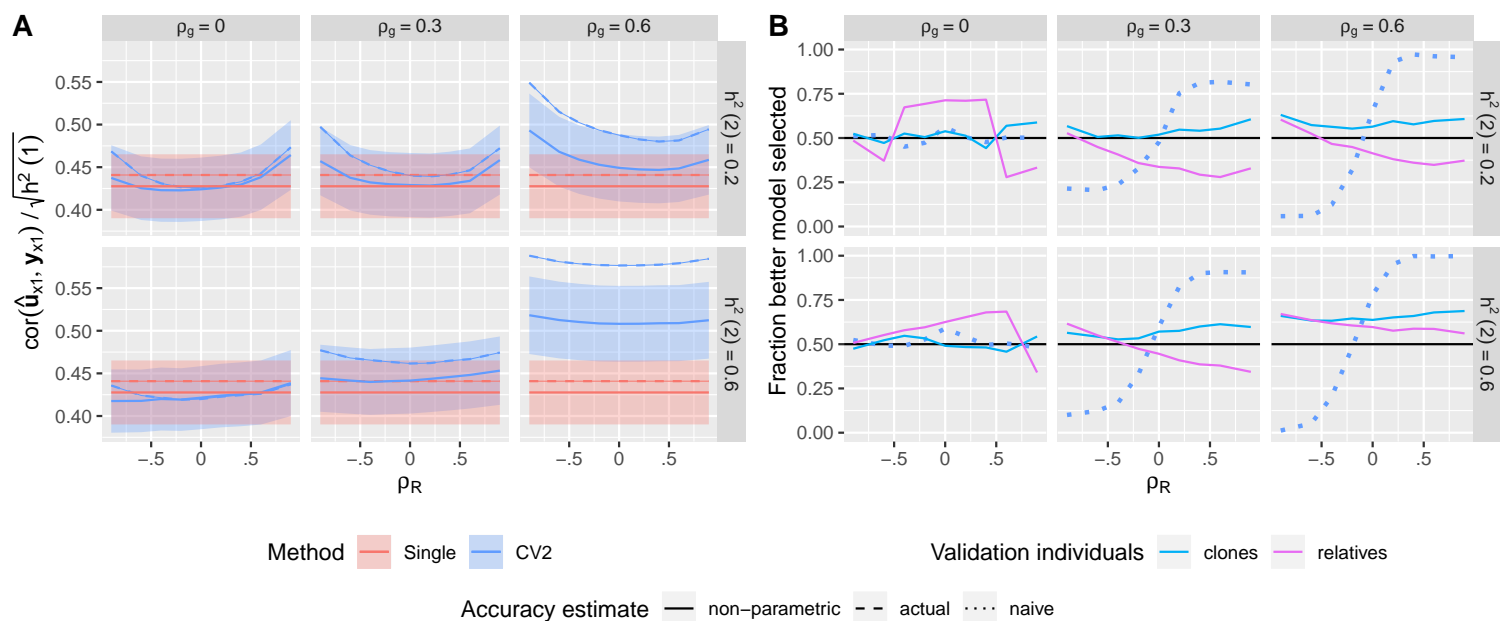 A
ρg = 0
ρg = 0.3
ρg = 0.6
cor(û x1, y x1) / √h² (1)
0.55
0.50
0.45
0.40
h² (2) = 0.2
0.55
0.50
0.45
0.40
h² (2) = 0.6
−.5 0 .5
−.5 0 .5
−.5 0 .5
ρR
Method Single CV2
B
ρg = 0
ρg = 0.3
ρg = 0.6
Fraction better model selected
1.00
0.75
0.50
0.25
0.00
h² (2) = 0.2
1.00
0.75
0.50
0.25
0.00
h² (2) = 0.6
−.5 0 .5
−.5 0 .5
−.5 0 .5
ρR
Validation individuals clones relatives
Accuracy estimate non−parametric actual naive